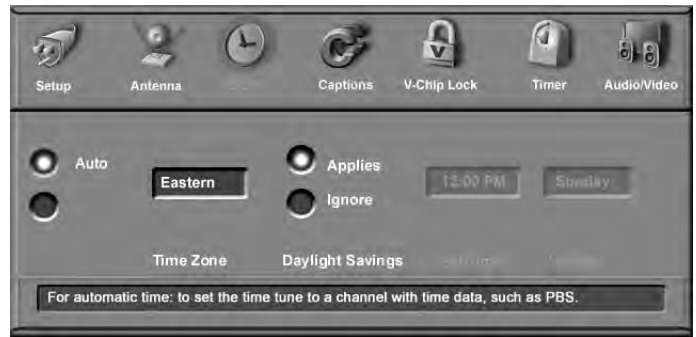 Setup Antenna Captions V-Chip Lock Timer Audio/Video
V
Auto Applies
Eastern 12:00 PM Sunday
Ignore
Time Zone Daylight Savings
For automatic time: to set the time tune to a channel with time data, such as PBS.